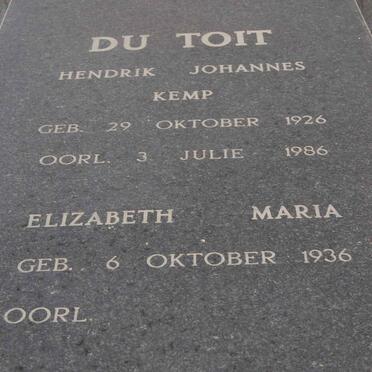 DU TOIT
HENDRIK JOHANNES
KEMP
GEB. 29 OKTOBER 1926
OORL. 3 JULIE 1986
ELIZABETH MARIA
GEB. 6 OKTOBER 1936
OORL.